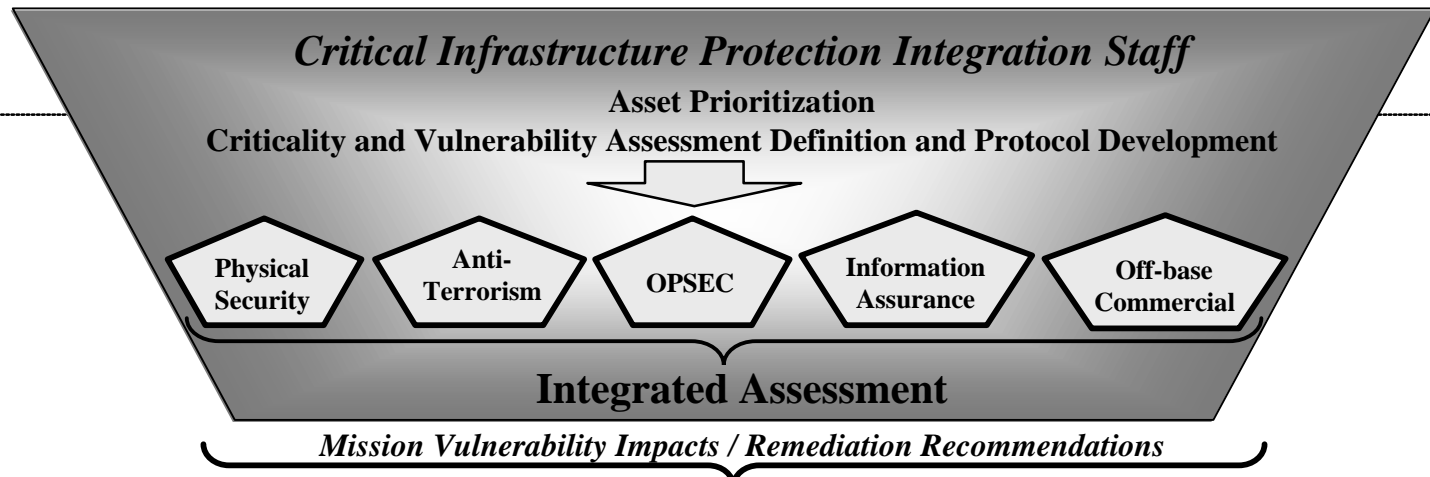 Critical Infrastructure Protection Integration Staff
Asset Prioritization
Criticality and Vulnerability Assessment Definition and Protocol Development
Physical
Security
Anti-
Terrorism
OPSEC
Information
Assurance
Off-base
Commercial
Integrated Assessment
Mission Vulnerability Impacts / Remediation Recommendations